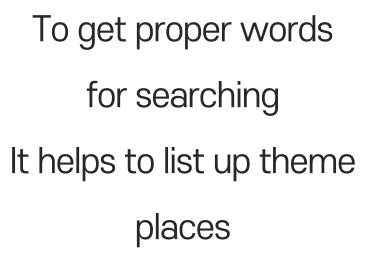 To get proper words
for searching
It helps to list up theme
places